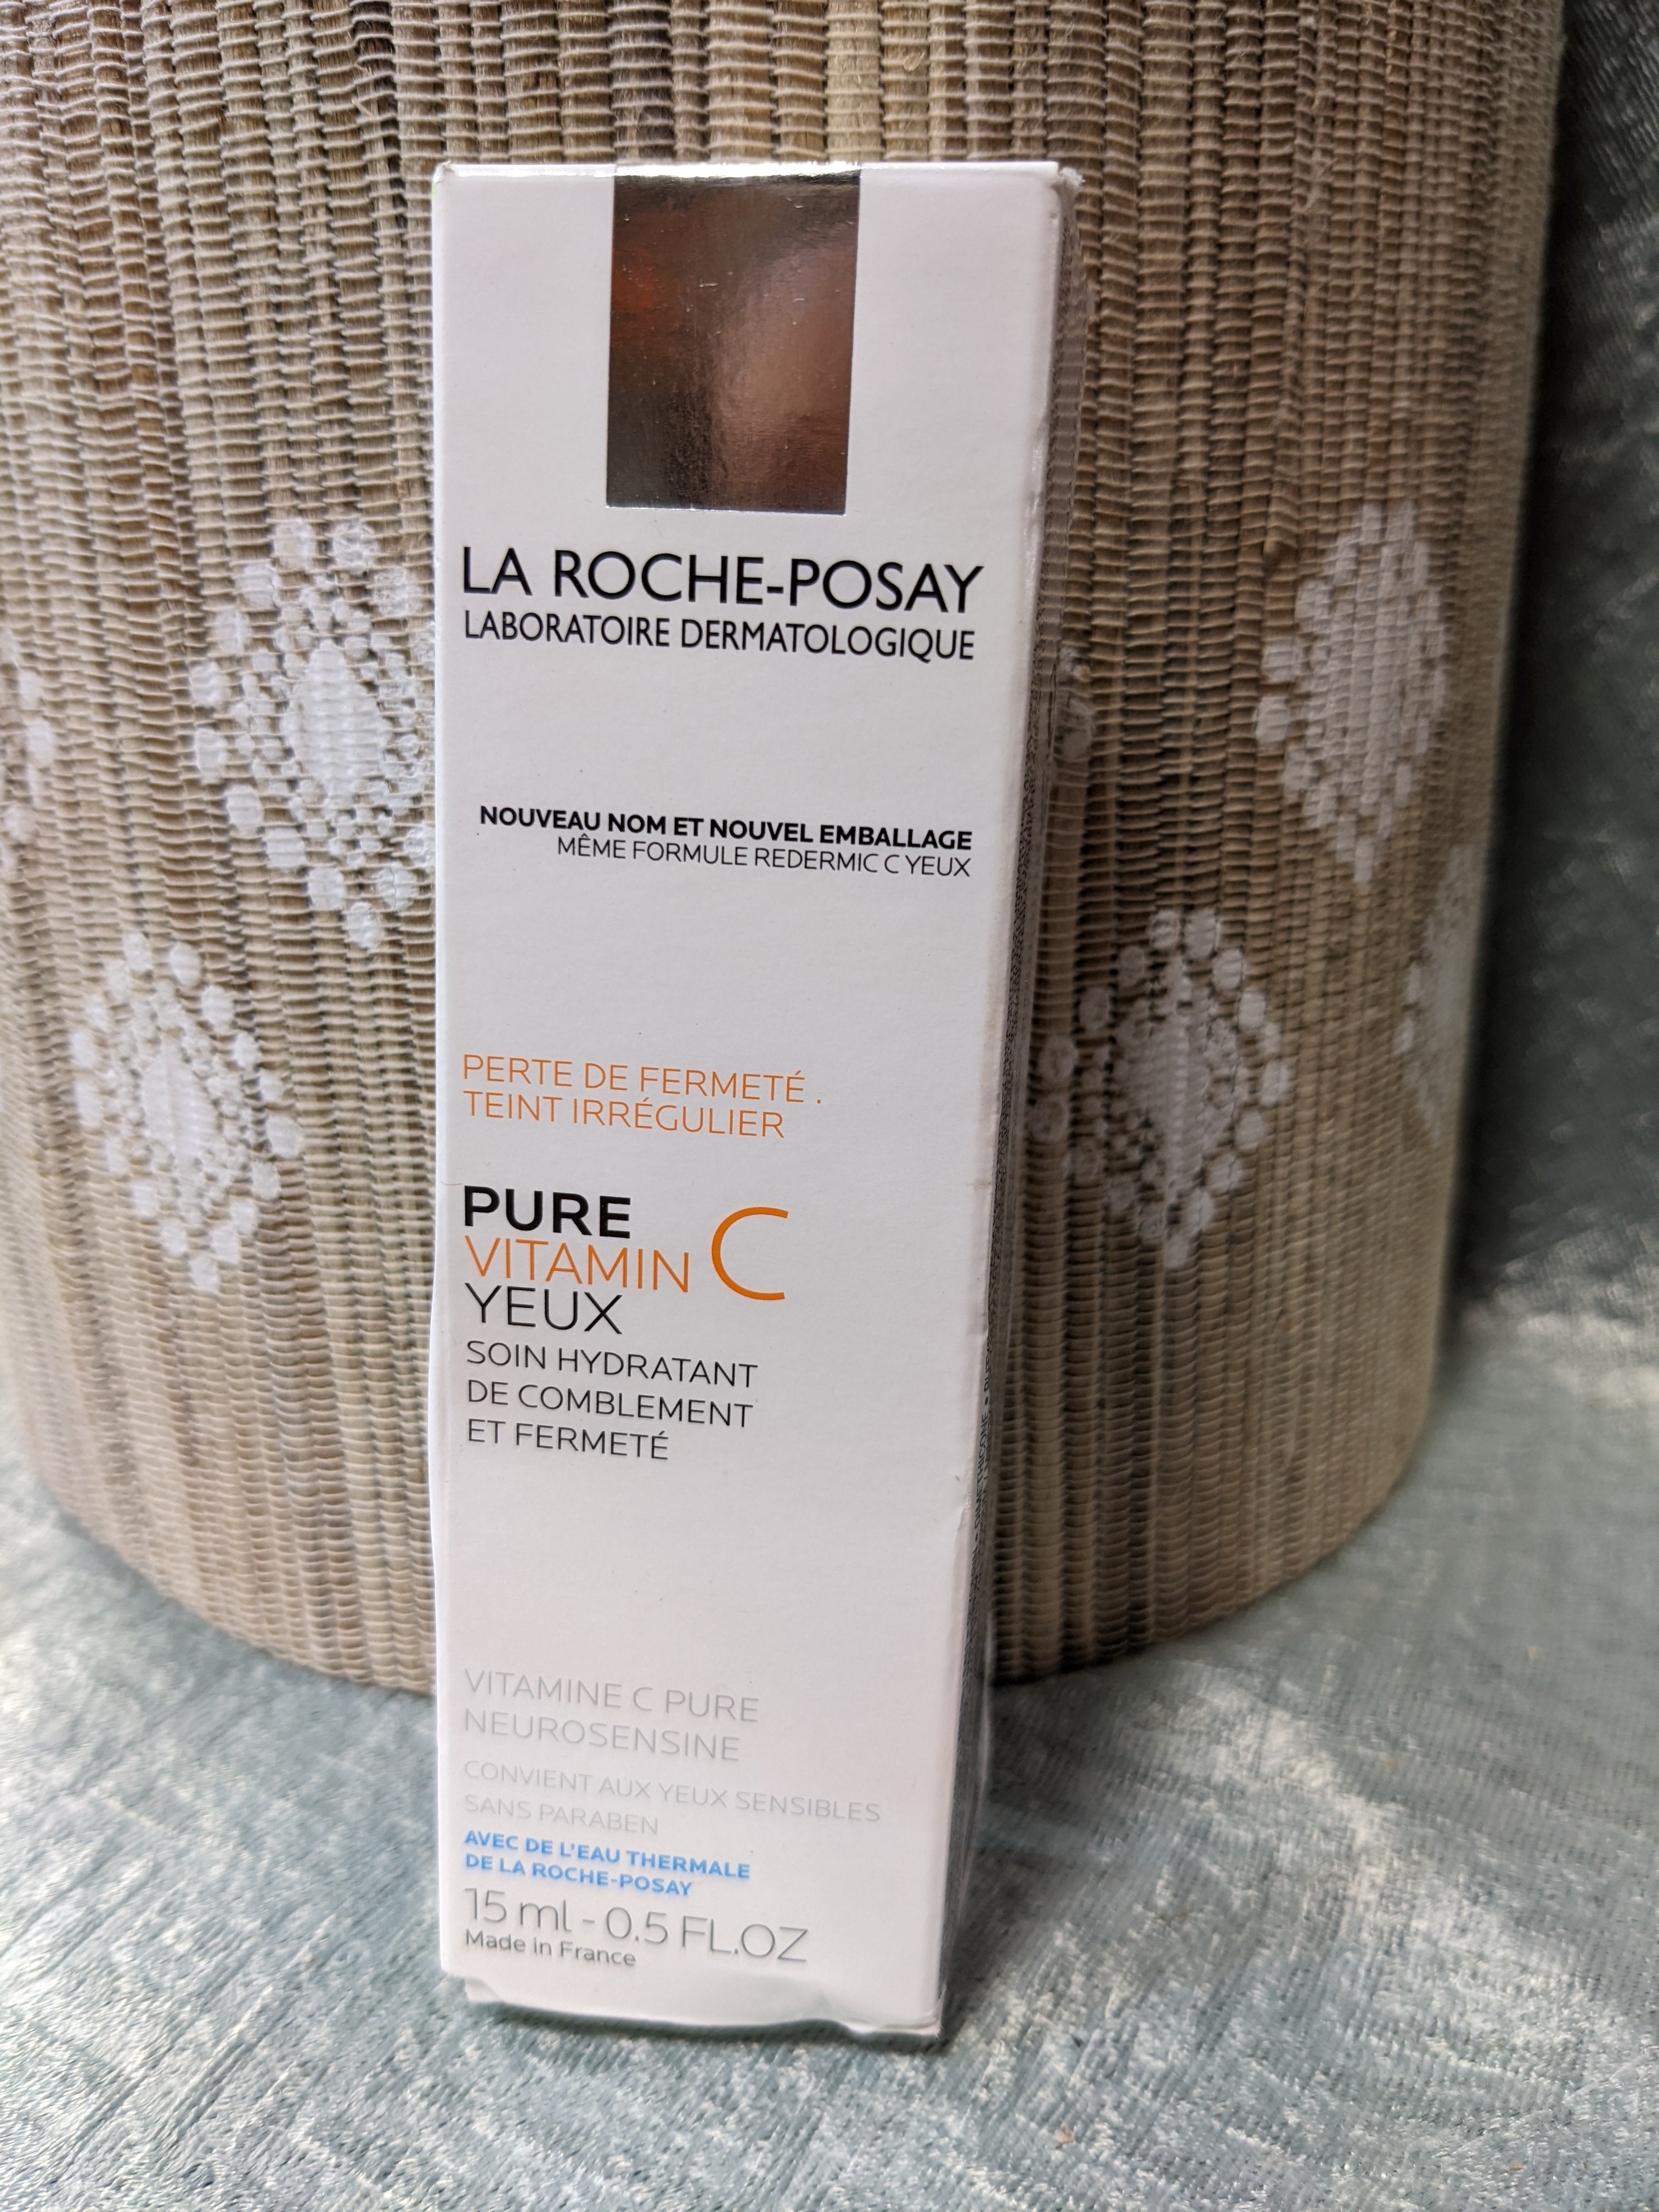 LA ROCHE-POSAY
LABORATOIRE DERMATOLOGIQUE
NOUVEAU NOM ET NOUVEL EMBALLAGE
MÊME FORMULE REDERMIC C YEUX
PERTE DE FERMETÉ .
TEINT IRRÉGULIER
PURE
VITAMIN C
YEUX
SOIN HYDRATANT
DE COMBLEMENT
ET FERMETÉ
VITAMINE C PURE
NEUROSENSINE
CONVIENT AUX YEUX SENSIBLES
SANS PARABEN
AVEC DE L'EAU THERMALE
DE LA ROCHE-POSAY
15 ml - 0.5 FL.OZ
Made in France